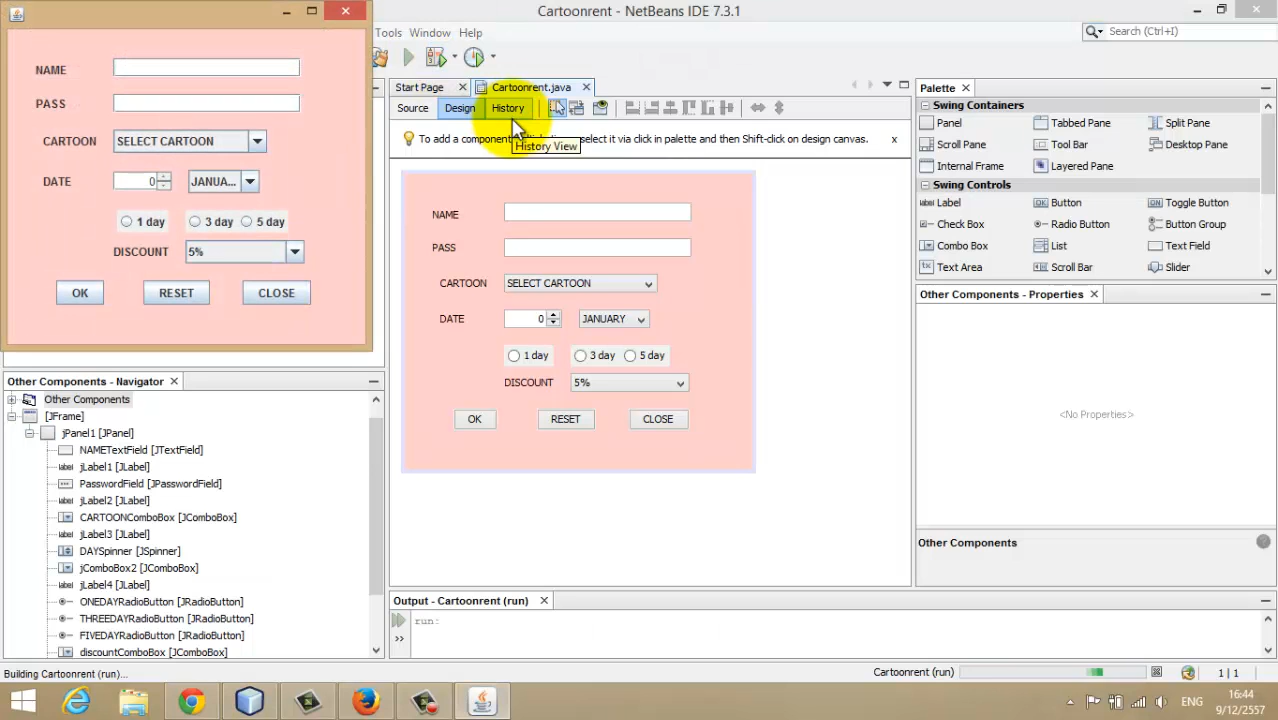 Cartoonrent - NetBeans IDE 7.3.1
Tools Window Help
Search (Ctrl+I)
NAME
PASS
CARTOON SELECT CARTOON
DATE 0 JANUA...
1 day 3 day 5 day
DISCOUNT 5%
OK RESET CLOSE
Start Page Cartoonrent.java
Source Design History
To add a component select it via click in palette and then Shift-click on design canvas. x
History View
NAME
PASS
CARTOON SELECT CARTOON
DATE 0 JANUARY
1 day 3 day 5 day
DISCOUNT 5%
OK RESET CLOSE
Palette
Swing Containers
Panel Tabbed Pane Split Pane
Scroll Pane Tool Bar Desktop Pane
Internal Frame Layered Pane
Swing Controls
Label Button Toggle Button
Check Box Radio Button Button Group
Combo Box List Text Field
Text Area Scroll Bar Slider
Other Components - Properties
<No Properties>
Other Components
Other Components - Navigator
Other Components
[JFrame]
jPanel1 [JPanel]
NAMETextField [JTextField]
jLabel1 [JLabel]
PasswordField [JPasswordField]
jLabel2 [JLabel]
CARTOONComboBox [JComboBox]
jLabel3 [JLabel]
DAYSpinner [JSpinner]
jComboBox2 [JComboBox]
jLabel4 [JLabel]
ONEDAYRadioButton [JRadioButton]
THREEDAYRadioButton [JRadioButton]
FIVEDAYRadioButton [JRadioButton]
discountComboBox [JComboBox]
Output - Cartoonrent (run)
run:
Building Cartoonrent (run)...
Cartoonrent (run)
1 | 1
ENG
16:44
9/12/2557